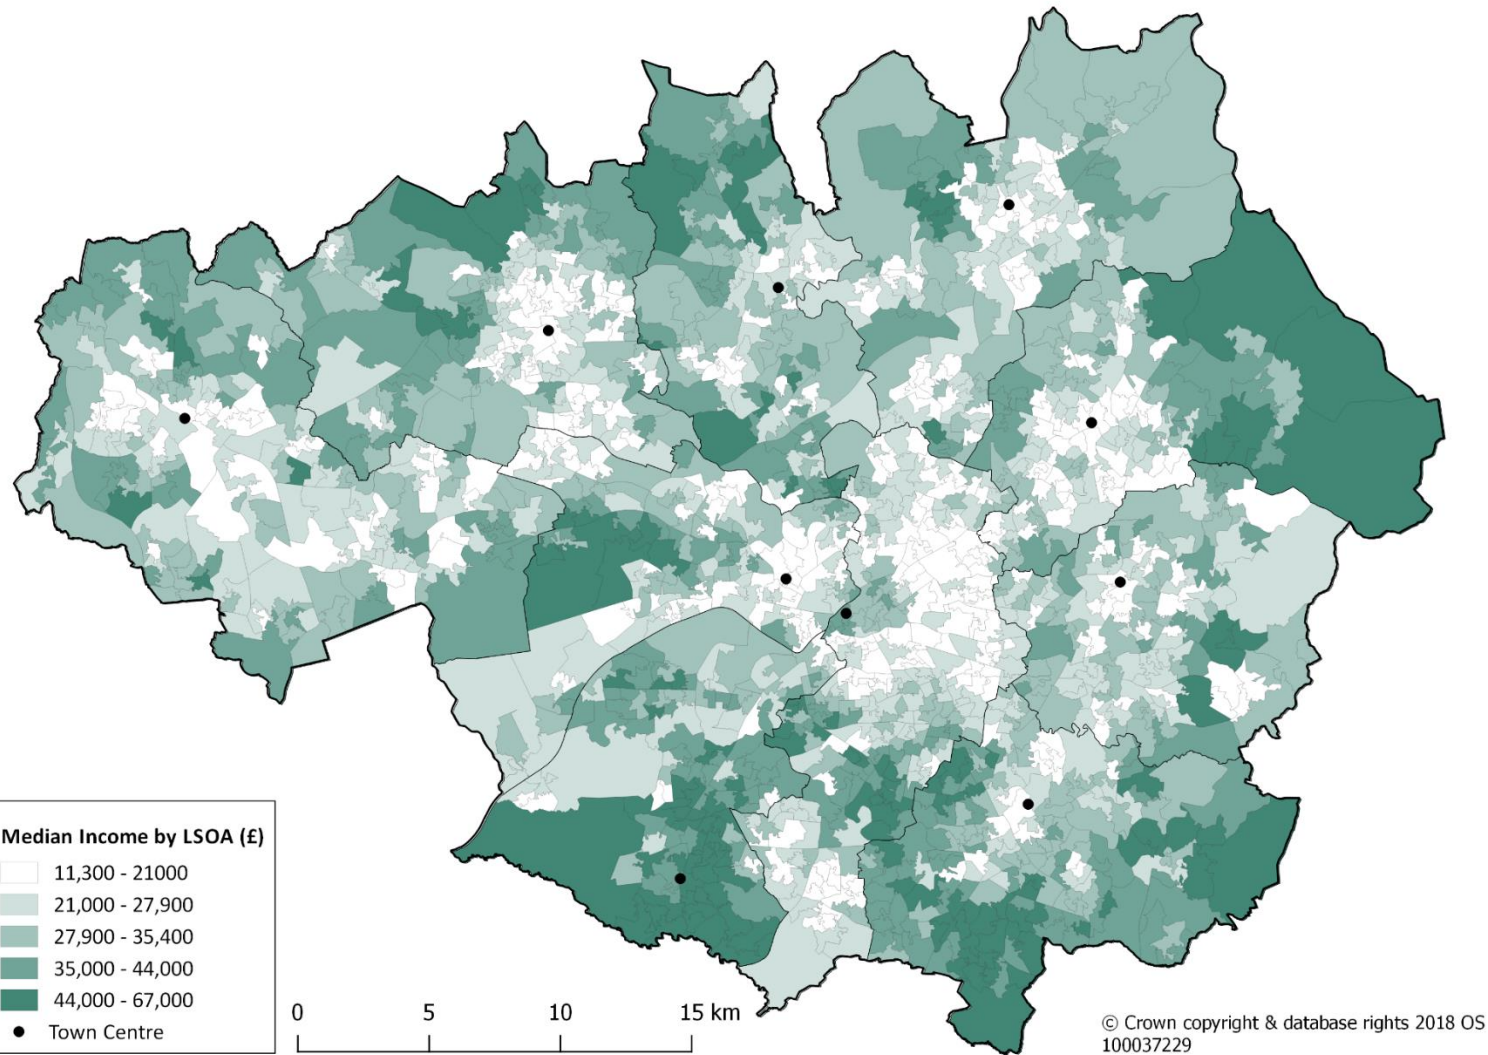 Median Income by LSOA (£)
11,300 - 21000
21,000 - 27,900
27,900 - 35,400
35,000 - 44,000
44,000 - 67,000
Town Centre
0 5 10 15 km
© Crown copyright & database rights 2018 OS
100037229